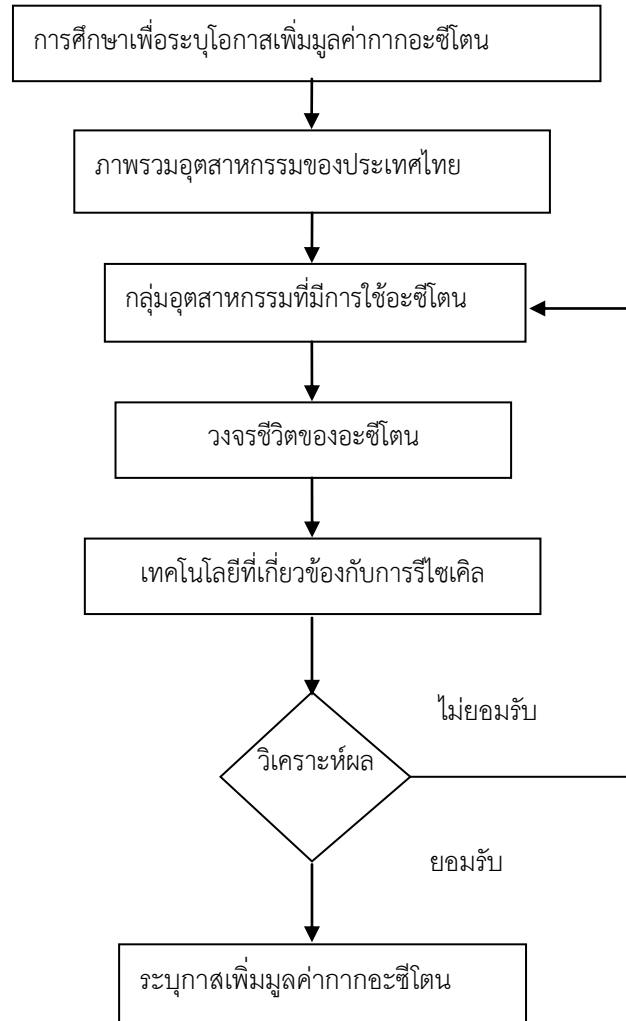 การศึกษาเพื่อระบุโอกาสเพิ่มมูลค่ากากอะซีโตน
ภาพรวมอุตสาหกรรมของประเทศไทย
กลุ่มอุตสาหกรรมที่มีการใช้อะซีโตน
วงจรชีวิตของอะซีโตน
เทคโนโลยีที่เกี่ยวข้องกับการรีไซเคิล
ไม่ยอมรับ
วิเคราะห์ผล
ยอมรับ
ระบุกาสเพิ่มมูลค่ากากอะซีโตน